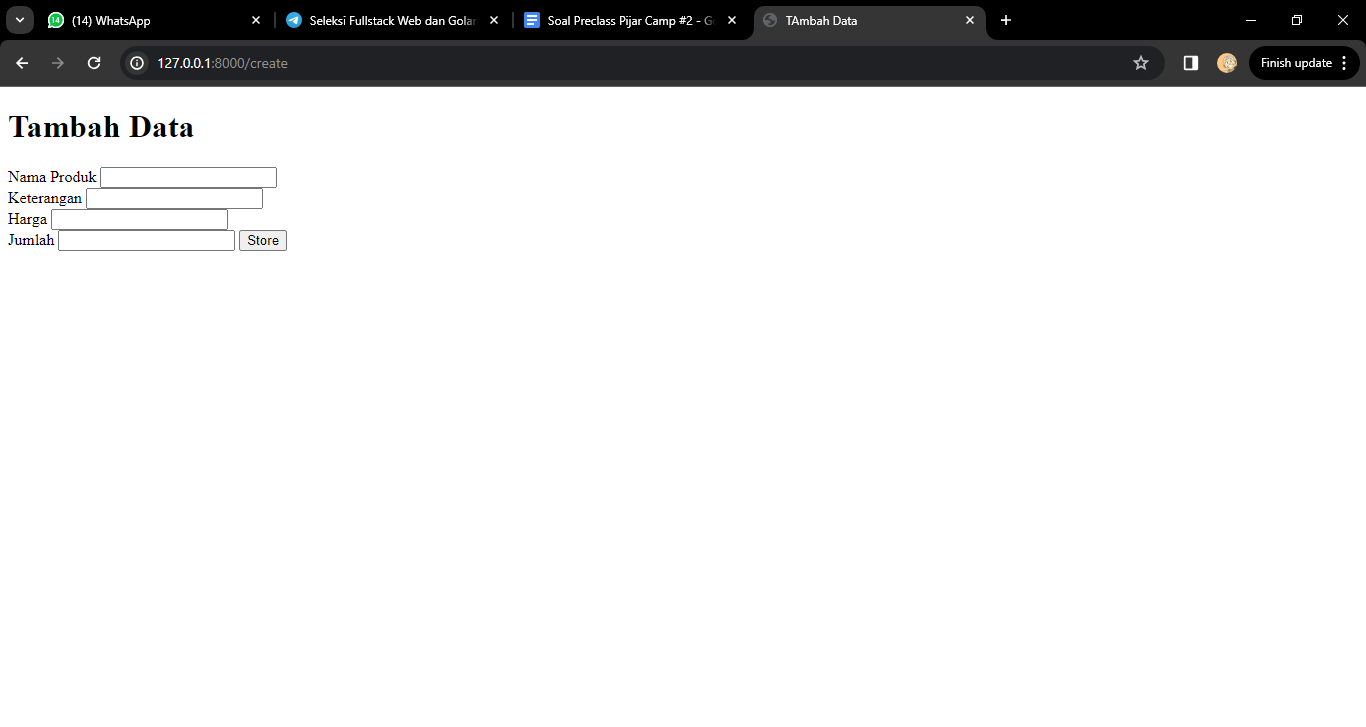 14 (14) WhatsApp
Seleksi Fullstack Web dan Golan
Soal Preclass Pijar Camp #2 - Go
TAmbah Data
127.0.0.1:8000/create
Finish update
Tambah Data
Nama Produk
Keterangan
Harga
Jumlah Store